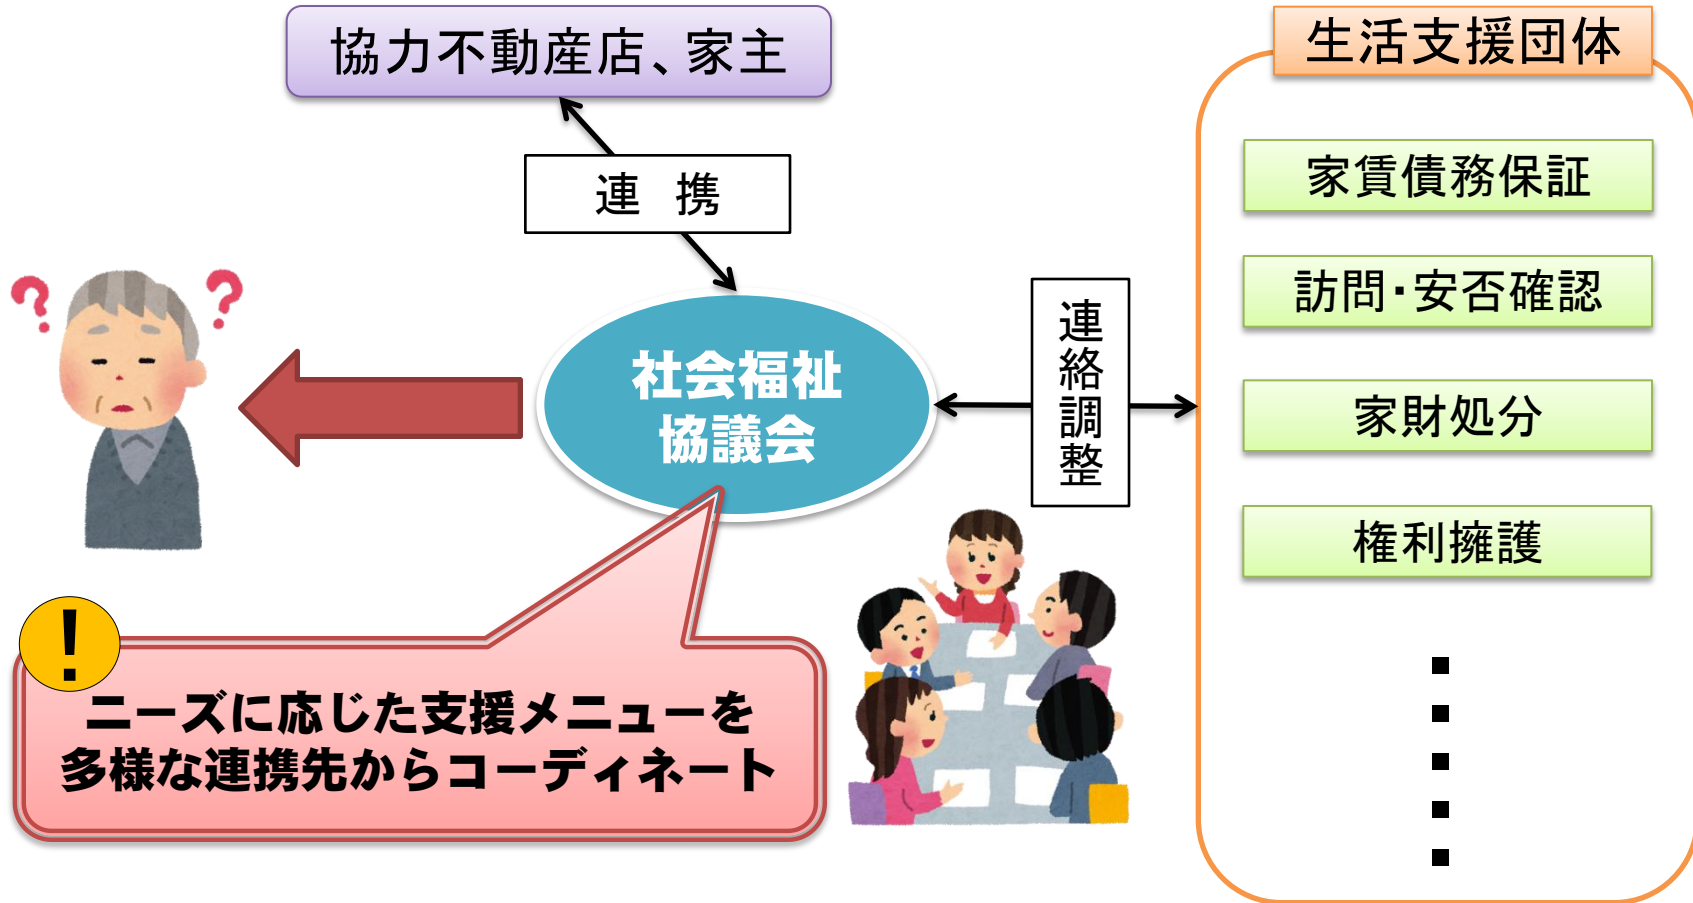 協力不動産店、家主
連　携
社会福祉
協議会
連絡調整
生活支援団体
家賃債務保証
訪問・安否確認
家財処分
権利擁護
?
?
!
ニーズに応じた支援メニューを
多様な連携先からコーディネート